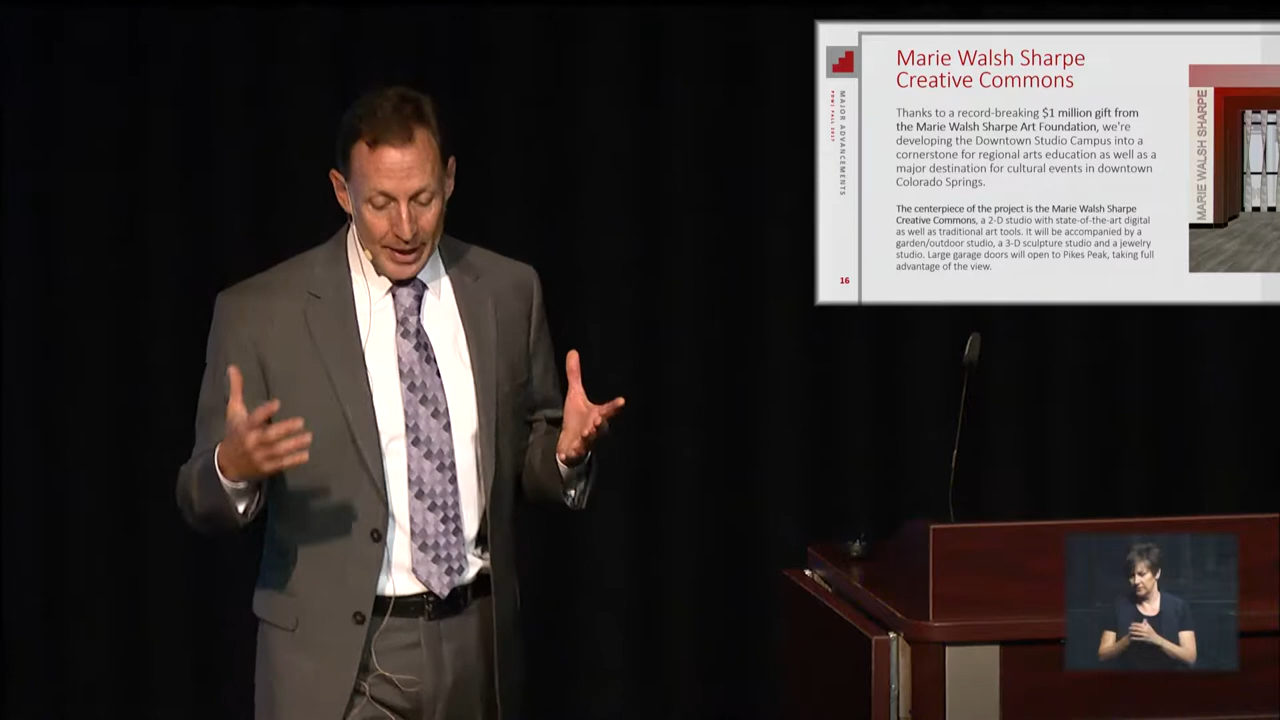 Marie Walsh Sharpe
Creative Commons
Thanks to a record-breaking $1 million gift from
the Marie Walsh Sharpe Art Foundation, we're
developing the Downtown Studio Campus into a
cornerstone for regional arts education as well as a
major destination for cultural events in downtown
Colorado Springs.
The centerpiece of the project is the Marie Walsh Sharpe
Creative Commons, a 2-D studio with state-of-the-art digital
as well as traditional art tools. It will be accompanied by a
garden/outdoor studio, a 3-D sculpture studio and a jewelry
studio. Large garage doors will open to Pikes Peak, taking full
advantage of the view.
MAJOR ADVANCEMENTS
FALL 2017
16
MARIE WALSH SHARPE